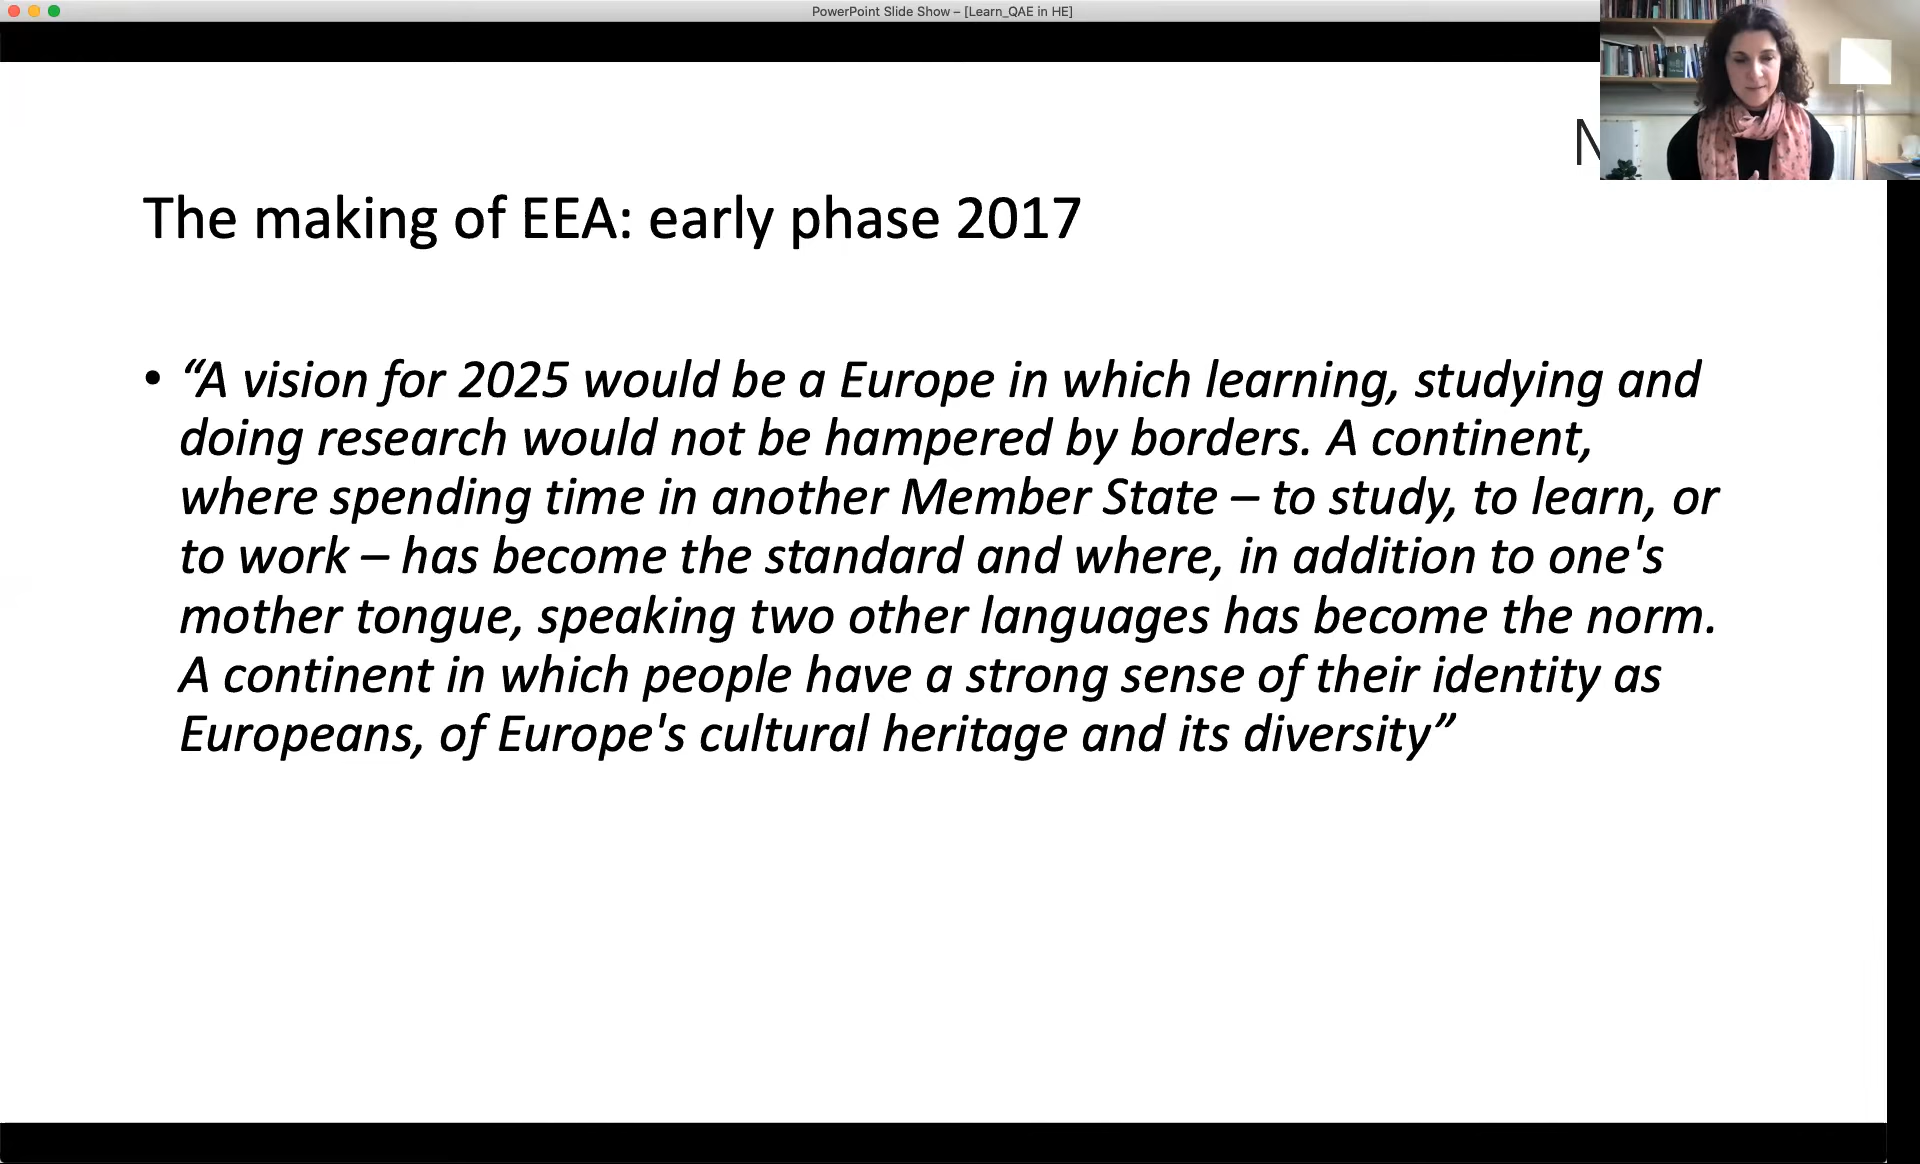 PowerPoint Slide Show – [Learn_QAE in HE]
The making of EEA: early phase 2017
• “A vision for 2025 would be a Europe in which learning, studying and
doing research would not be hampered by borders. A continent,
where spending time in another Member State – to study, to learn, or
to work – has become the standard and where, in addition to one's
mother tongue, speaking two other languages has become the norm.
A continent in which people have a strong sense of their identity as
Europeans, of Europe's cultural heritage and its diversity”